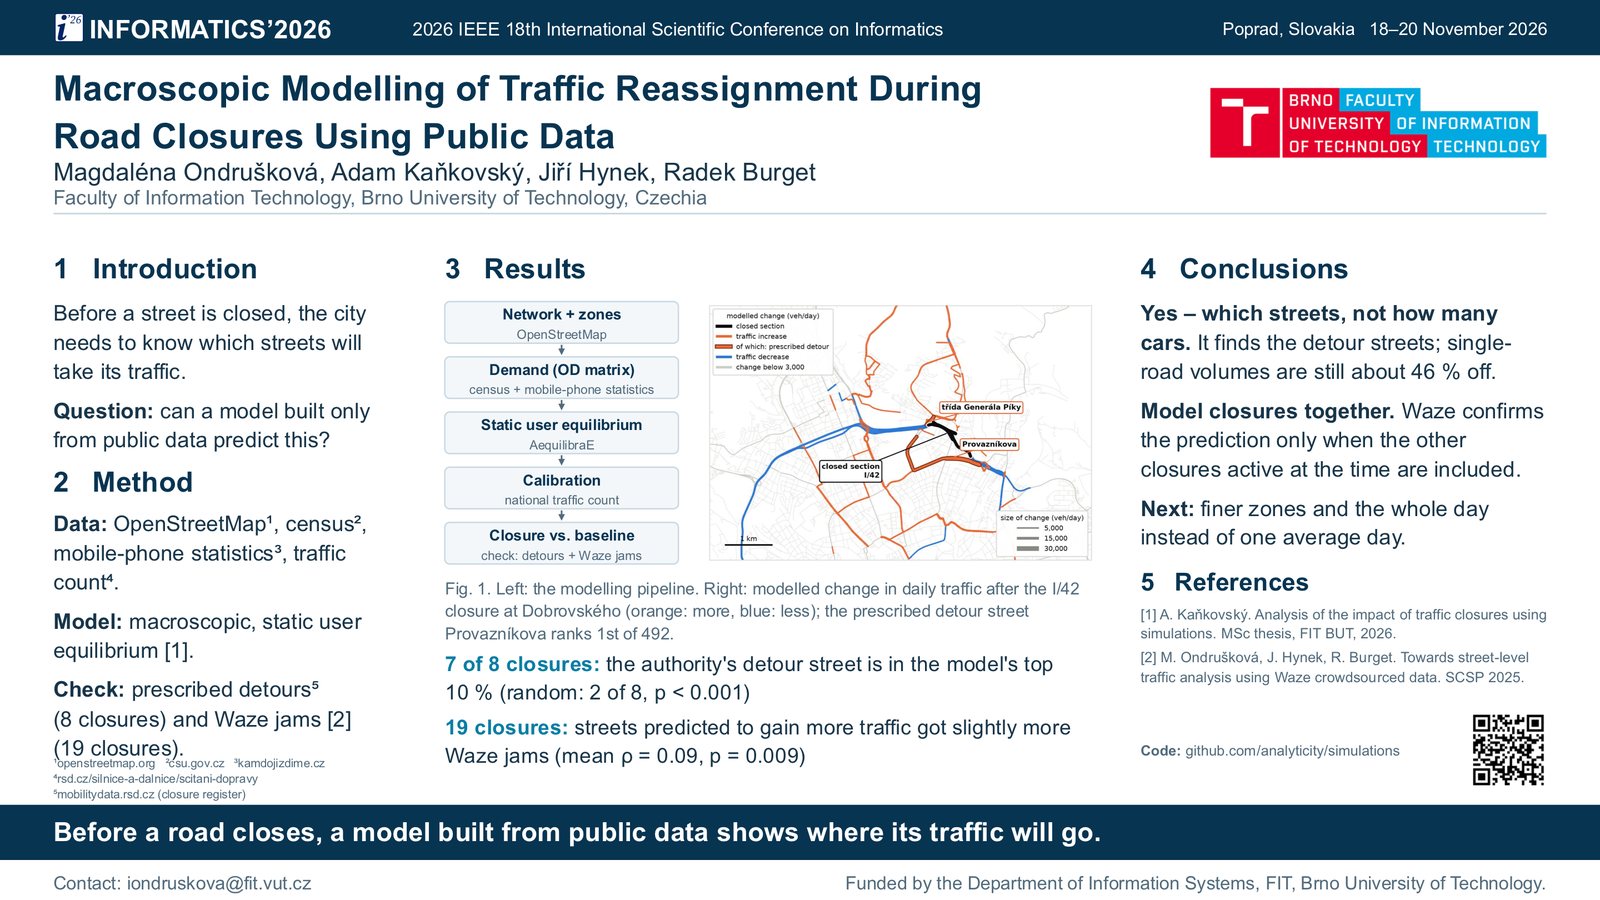 i'26 INFORMATICS'2026
2026 IEEE 18th International Scientific Conference on Informatics
Poprad, Slovakia 18–20 November 2026
Macroscopic Modelling of Traffic Reassignment During
Road Closures Using Public Data
Magdaléna Ondrušková, Adam Kaňkovský, Jiří Hynek, Radek Burget
Faculty of Information Technology, Brno University of Technology, Czechia
BRNO FACULTY
UNIVERSITY OF INFORMATION
OF TECHNOLOGY TECHNOLOGY
1 Introduction
Before a street is closed, the city
needs to know which streets will
take its traffic.
Question: can a model built only
from public data predict this?
2 Method
Data: OpenStreetMap¹, census²,
mobile-phone statistics³, traffic
count⁴.
Model: macroscopic, static user
equilibrium [1].
Check: prescribed detours⁵
(8 closures) and Waze jams [2]
(19 closures).
¹openstreetmap.org ²csu.gov.cz ³kamdojizdime.cz
⁴rsd.cz/silnice-a-dalnice/scitani-dopravy
⁵mobilitydata.rsd.cz (closure register)
3 Results
Network + zones
OpenStreetMap
Demand (OD matrix)
census + mobile-phone statistics
Static user equilibrium
AequilibraE
Calibration
national traffic count
Closure vs. baseline
check: detours + Waze jams
modelled change (veh/day)
closed section
traffic increase
of which: prescribed detour
traffic decrease
change below 3,000
třída Generála Píky
Provazníkova
closed section
I/42
1 km
size of change (veh/day)
5,000
15,000
30,000
Fig. 1. Left: the modelling pipeline. Right: modelled change in daily traffic after the I/42
closure at Dobrovského (orange: more, blue: less); the prescribed detour street
Provazníkova ranks 1st of 492.
7 of 8 closures: the authority's detour street is in the model's top
10 % (random: 2 of 8, p < 0.001)
19 closures: streets predicted to gain more traffic got slightly more
Waze jams (mean ρ = 0.09, p = 0.009)
4 Conclusions
Yes – which streets, not how many
cars. It finds the detour streets; single-
road volumes are still about 46 % off.
Model closures together. Waze confirms
the prediction only when the other
closures active at the time are included.
Next: finer zones and the whole day
instead of one average day.
5 References
[1] A. Kaňkovský. Analysis of the impact of traffic closures using
simulations. MSc thesis, FIT BUT, 2026.
[2] M. Ondrušková, J. Hynek, R. Burget. Towards street-level
traffic analysis using Waze crowdsourced data. SCSP 2025.
Code: github.com/analyticity/simulations
Before a road closes, a model built from public data shows where its traffic will go.
Contact: iondruskova@fit.vut.cz
Funded by the Department of Information Systems, FIT, Brno University of Technology.